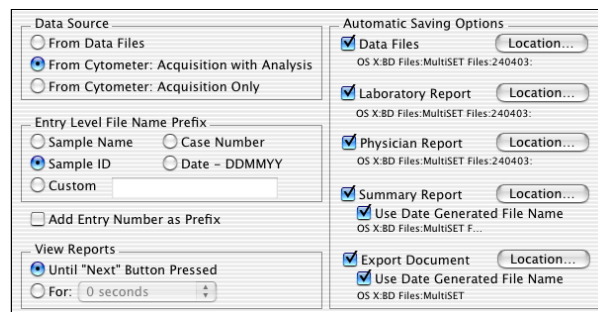 Data Source
From Data Files
From Cytometer: Acquisition with Analysis
From Cytometer: Acquisition Only
Entry Level File Name Prefix
Sample Name Case Number
Sample ID Date – DDMMYY
Custom
Add Entry Number as Prefix
View Reports
Until "Next" Button Pressed
For: 0 seconds
Automatic Saving Options
Data Files Location...
OS X:BD Files:MultiSET Files:240403:
Laboratory Report Location...
OS X:BD Files:MultiSET Files:240403:
Physician Report Location...
OS X:BD Files:MultiSET Files:240403:
Summary Report Location...
Use Date Generated File Name
OS X:BD Files:MultiSET F...
Export Document Location...
Use Date Generated File Name
OS X:BD Files:MultiSET